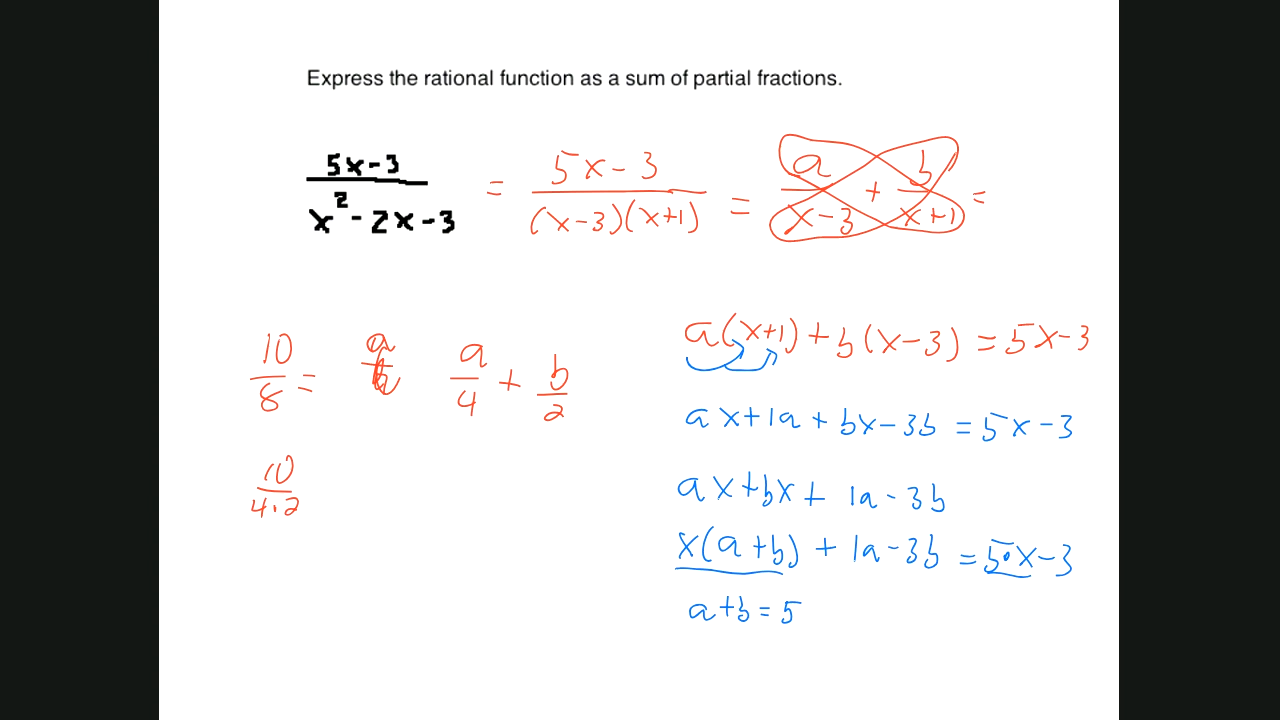 Express the rational function as a sum of partial fractions.
5x-3 / x²-2x-3 = 5x-3 / (x-3)(x+1) = a / x-3 + b / x+1 =
a(x+1)+b(x-3)=5x-3
10/8 = a/b a/4 + b/2
ax+1a+bx-3b=5x-3
10/4·2
ax+bx+1a-3b
x(a+b)+1a-3b=5·x-3
a+b=5